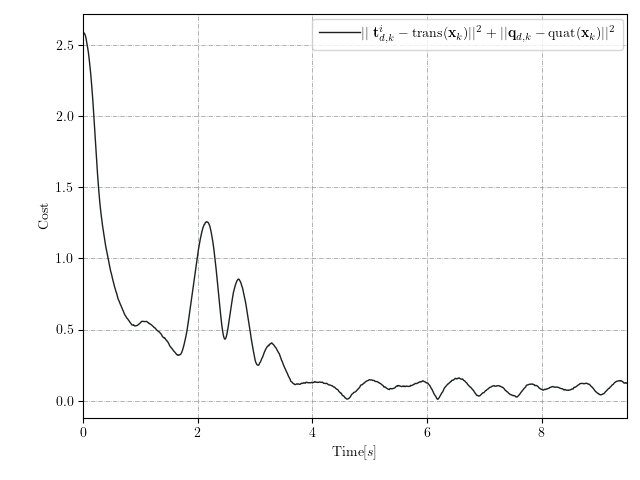 || t^i_{d,k} − trans(x_k)||^2 + ||q_{d,k} − quat(x_k)||^2
2.5
2.0
1.5
1.0
0.5
0.0
Cost
0 2 4 6 8
Time[s]